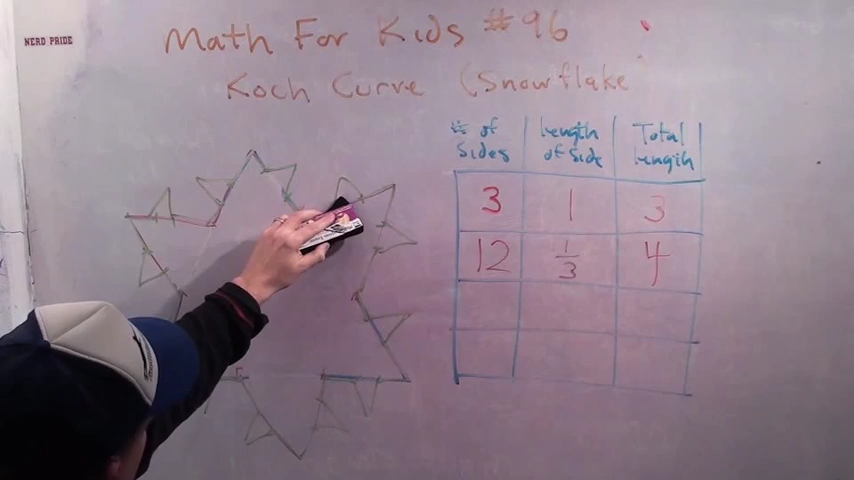 NERD PRIDE
Math For Kids #96
Koch Curve (Snowflake
# of Sides
length of side
Total length
3 1 3
12 1/3 4